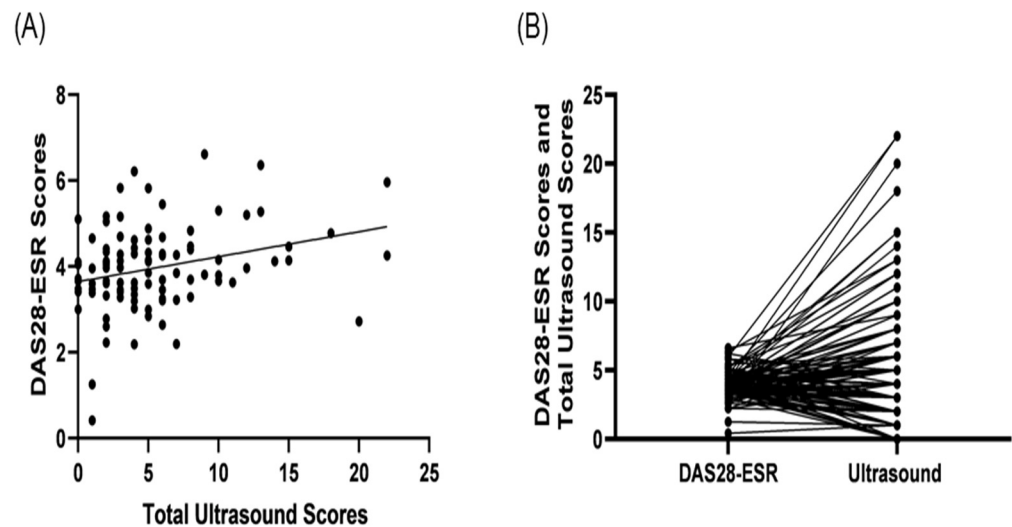 (A)
(B)
DAS28-ESR Scores
8
6
4
2
0
0 5 10 15 20 25
Total Ultrasound Scores
DAS28-ESR Scores and
Total Ultrasound Scores
25
20
15
10
5
0
DAS28-ESR Ultrasound